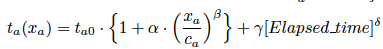 t_a(x_a) = t_{a0} · {1 + α · (x_a / c_a)^β} + γ[Elapsed_time]^δ